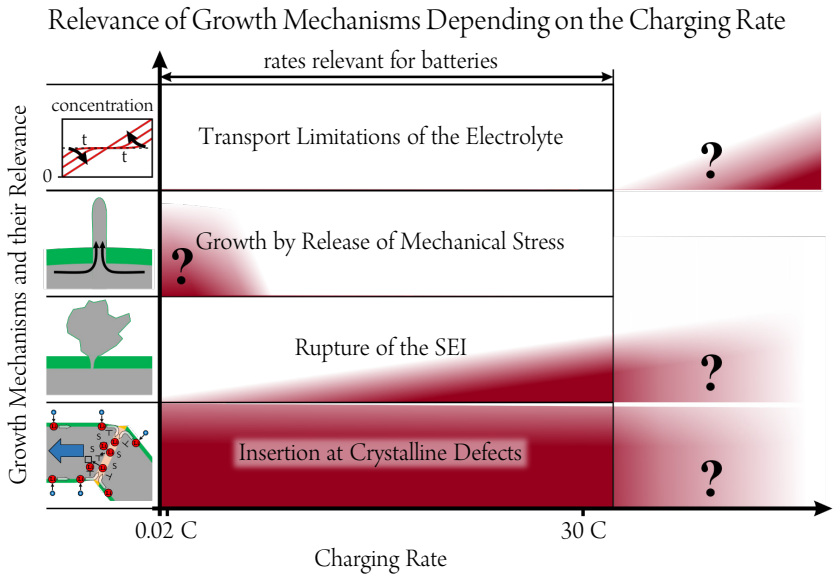 Relevance of Growth Mechanisms Depending on the Charging Rate
rates relevant for batteries
Growth Mechanisms and their Relevance
concentration
t
t
0
Transport Limitations of the Electrolyte
?
Growth by Release of Mechanical Stress
?
Rupture of the SEI
?
S
S
S
S
Insertion at Crystalline Defects
?
0.02 C
30 C
Charging Rate